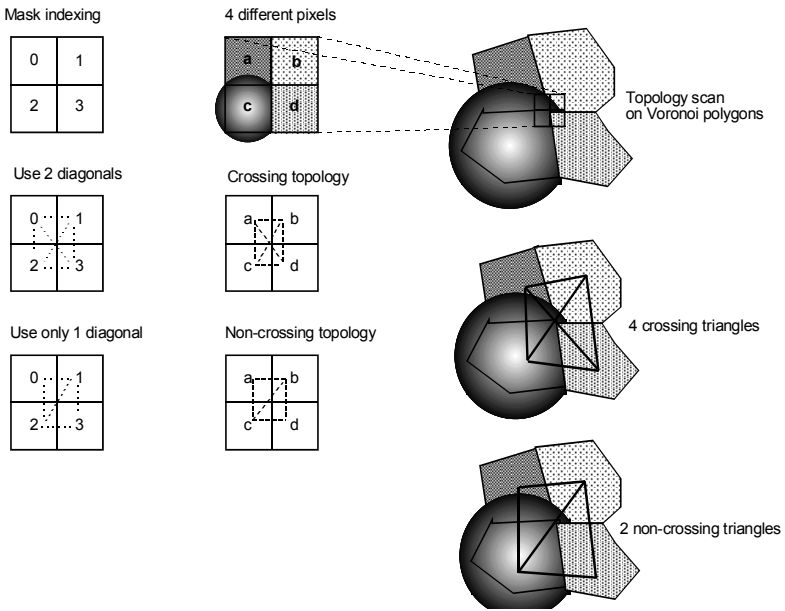 Mask indexing
0 1
2 3
4 different pixels
a b
c d
Topology scan
on Voronoi polygons
Use 2 diagonals
0 1
2 3
Crossing topology
a b
c d
4 crossing triangles
Use only 1 diagonal
0 1
2 3
Non-crossing topology
a b
c d
2 non-crossing triangles